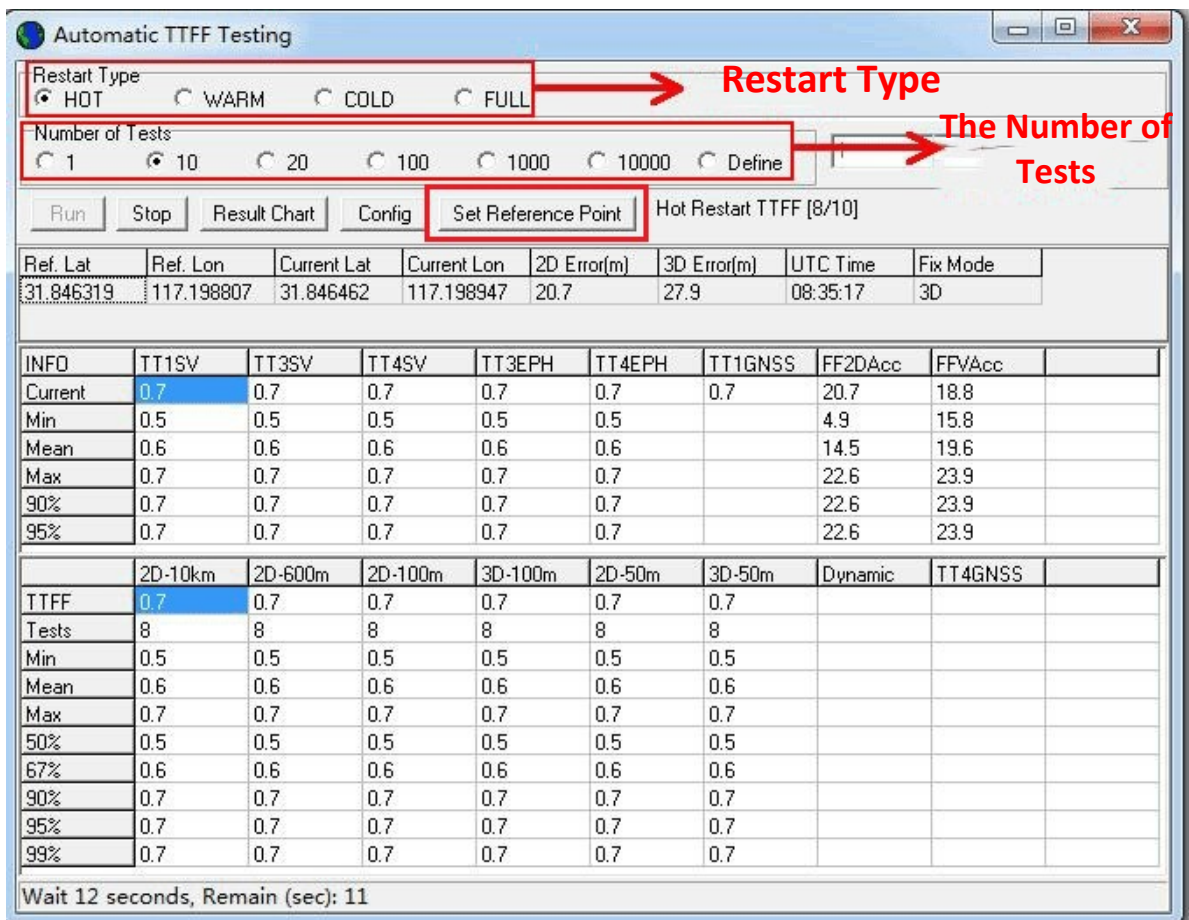 Automatic TTFF Testing
Restart Type
HOT WARM COLD FULL
Restart Type
Number of Tests
1 10 20 100 1000 10000 Define
The Number of
Tests
Run Stop Result Chart Config Set Reference Point Hot Restart TTFF [8/10]
Ref. Lat Ref. Lon Current Lat Current Lon 2D Error(m) 3D Error(m) UTC Time Fix Mode
31.846319 117.198807 31.846462 117.198947 20.7 27.9 08:35:17 3D
INFO TT1SV TT3SV TT4SV TT3EPH TT4EPH TT1GNSS FF2DAcc FFVAcc
Current 0.7 0.7 0.7 0.7 0.7 0.7 20.7 18.8
Min 0.5 0.5 0.5 0.5 0.5 4.9 15.8
Mean 0.6 0.6 0.6 0.6 0.6 14.5 19.6
Max 0.7 0.7 0.7 0.7 0.7 22.6 23.9
90% 0.7 0.7 0.7 0.7 0.7 22.6 23.9
95% 0.7 0.7 0.7 0.7 0.7 22.6 23.9
2D-10km 2D-600m 2D-100m 3D-100m 2D-50m 3D-50m Dynamic TT4GNSS
TTFF 0.7 0.7 0.7 0.7 0.7 0.7
Tests 8 8 8 8 8 8
Min 0.5 0.5 0.5 0.5 0.5 0.5
Mean 0.6 0.6 0.6 0.6 0.6 0.6
Max 0.7 0.7 0.7 0.7 0.7 0.7
50% 0.5 0.5 0.5 0.5 0.5 0.5
67% 0.6 0.6 0.6 0.6 0.6 0.6
90% 0.7 0.7 0.7 0.7 0.7 0.7
95% 0.7 0.7 0.7 0.7 0.7 0.7
99% 0.7 0.7 0.7 0.7 0.7 0.7
Wait 12 seconds, Remain (sec): 11